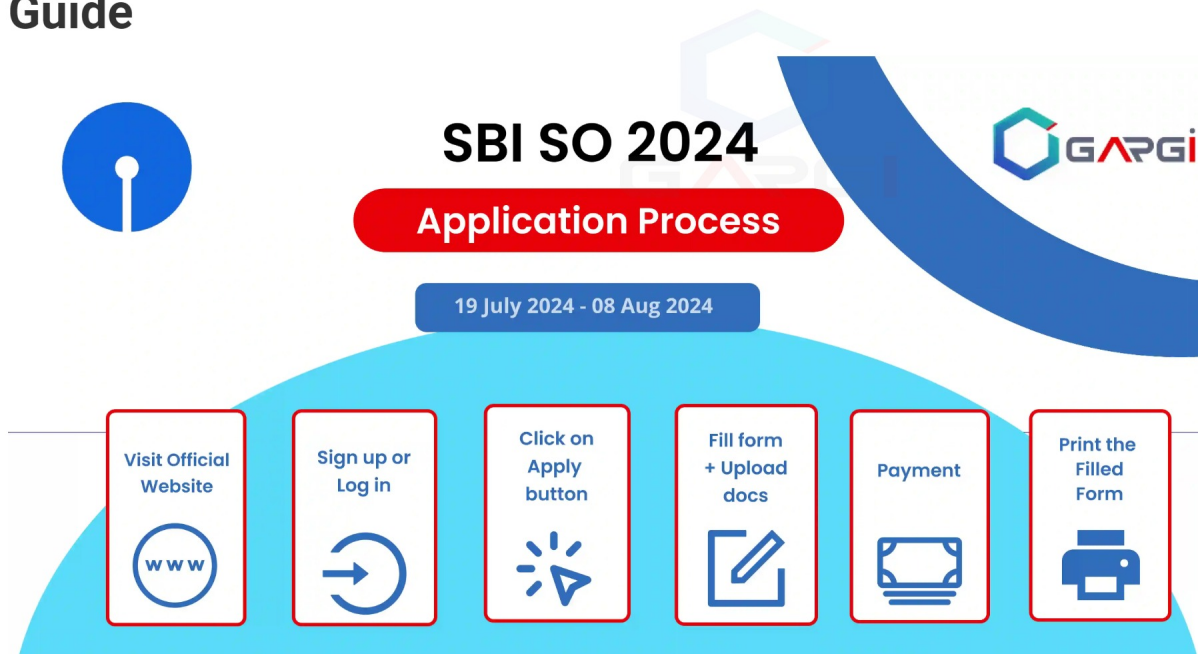 Guide
SBI SO 2024
GARGi
Application Process
19 July 2024 - 08 Aug 2024
Visit Official
Website
www
Sign up or
Log in
Click on
Apply
button
Fill form
+ Upload
docs
Payment
Print the
Filled
Form